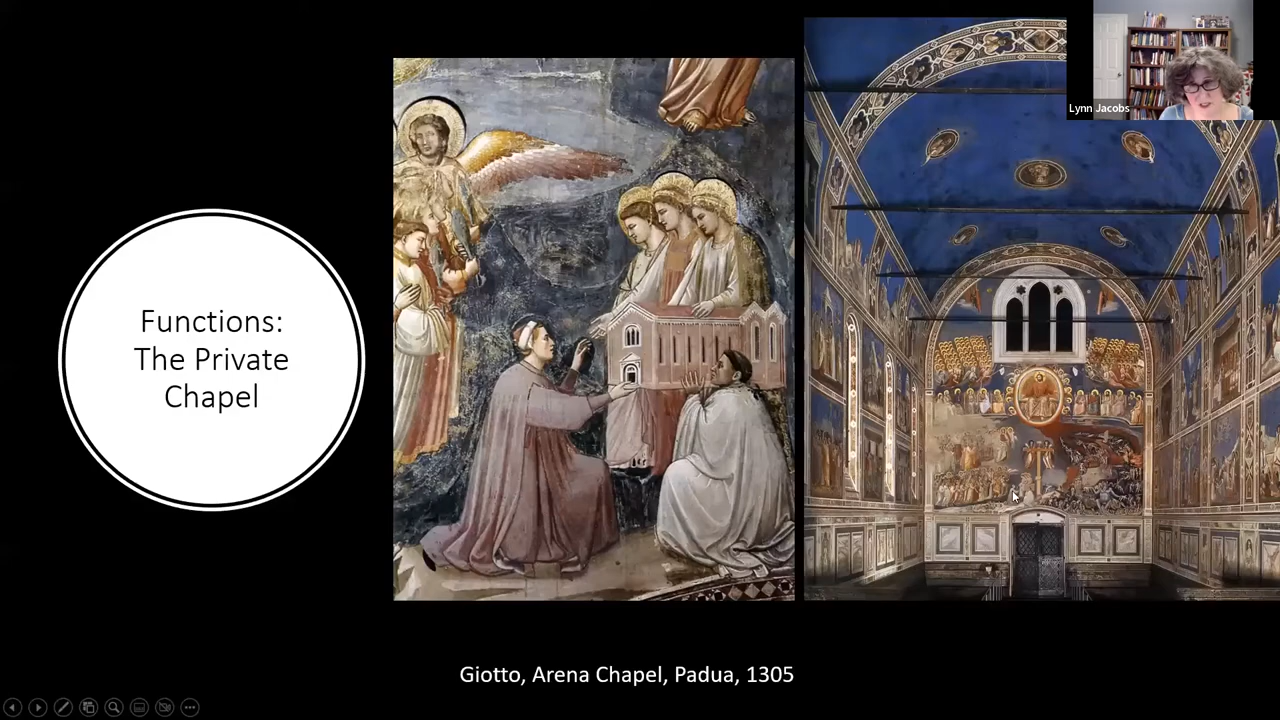 Functions:
The Private
Chapel
Lynn Jacobs
Giotto, Arena Chapel, Padua, 1305